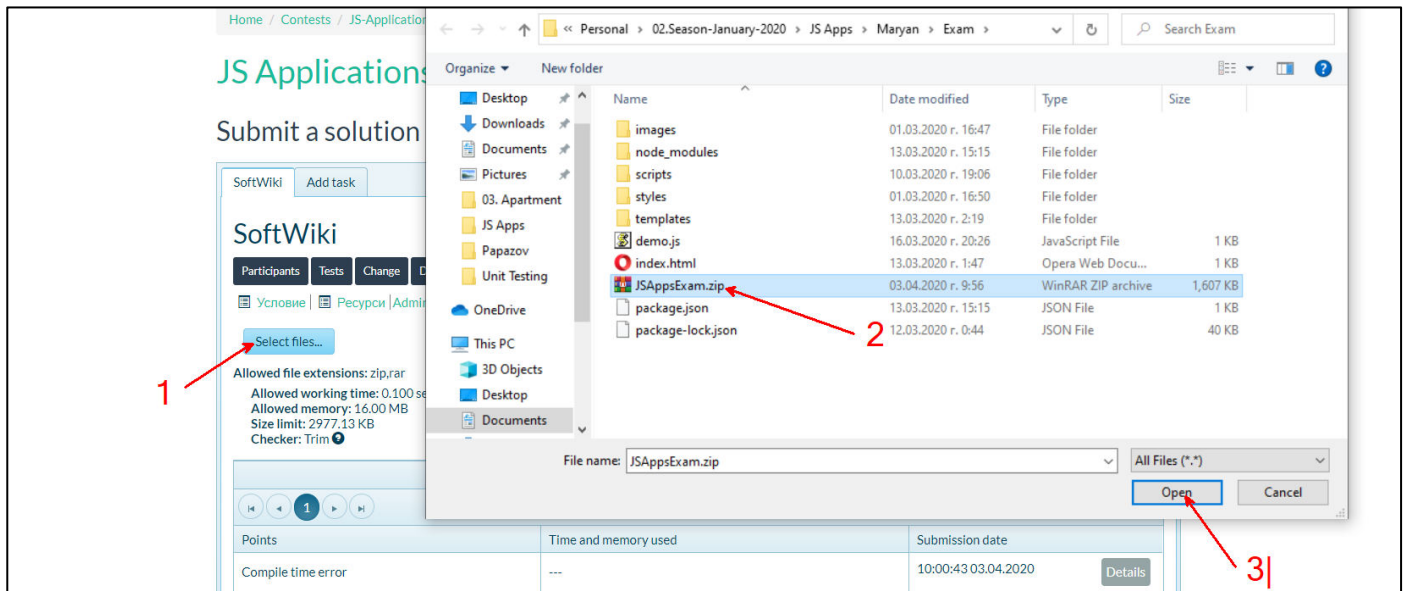 Home / Contests / JS-Application
JS Applications
Submit a solution
SoftWiki Add task
SoftWiki
Participants Tests Change D
Условие Ресурси Admin
Select files...
1
Allowed file extensions: zip,rar
Allowed working time: 0.100 se
Allowed memory: 16.00 MB
Size limit: 2977.13 KB
Checker: Trim
1
Points Time and memory used Submission date
Compile time error --- 10:00:43 03.04.2020 Details
« Personal › 02.Season-January-2020 › JS Apps › Maryan › Exam ›
Search Exam
Organize New folder
Desktop
Downloads
Documents
Pictures
03. Apartment
JS Apps
Papazov
Unit Testing
OneDrive
This PC
3D Objects
Desktop
Documents
Name Date modified Type Size
images 01.03.2020 г. 16:47 File folder
node_modules 13.03.2020 г. 15:15 File folder
scripts 10.03.2020 г. 19:06 File folder
styles 01.03.2020 г. 16:50 File folder
templates 13.03.2020 г. 2:19 File folder
demo.js 16.03.2020 г. 20:26 JavaScript File 1 KB
index.html 13.03.2020 г. 1:47 Opera Web Docu... 1 KB
JSAppsExam.zip 03.04.2020 г. 9:56 WinRAR ZIP archive 1,607 KB
package.json 13.03.2020 г. 15:15 JSON File 1 KB
package-lock.json 12.03.2020 г. 0:44 JSON File 40 KB
2
File name: JSAppsExam.zip All Files (*.*)
Open Cancel
3